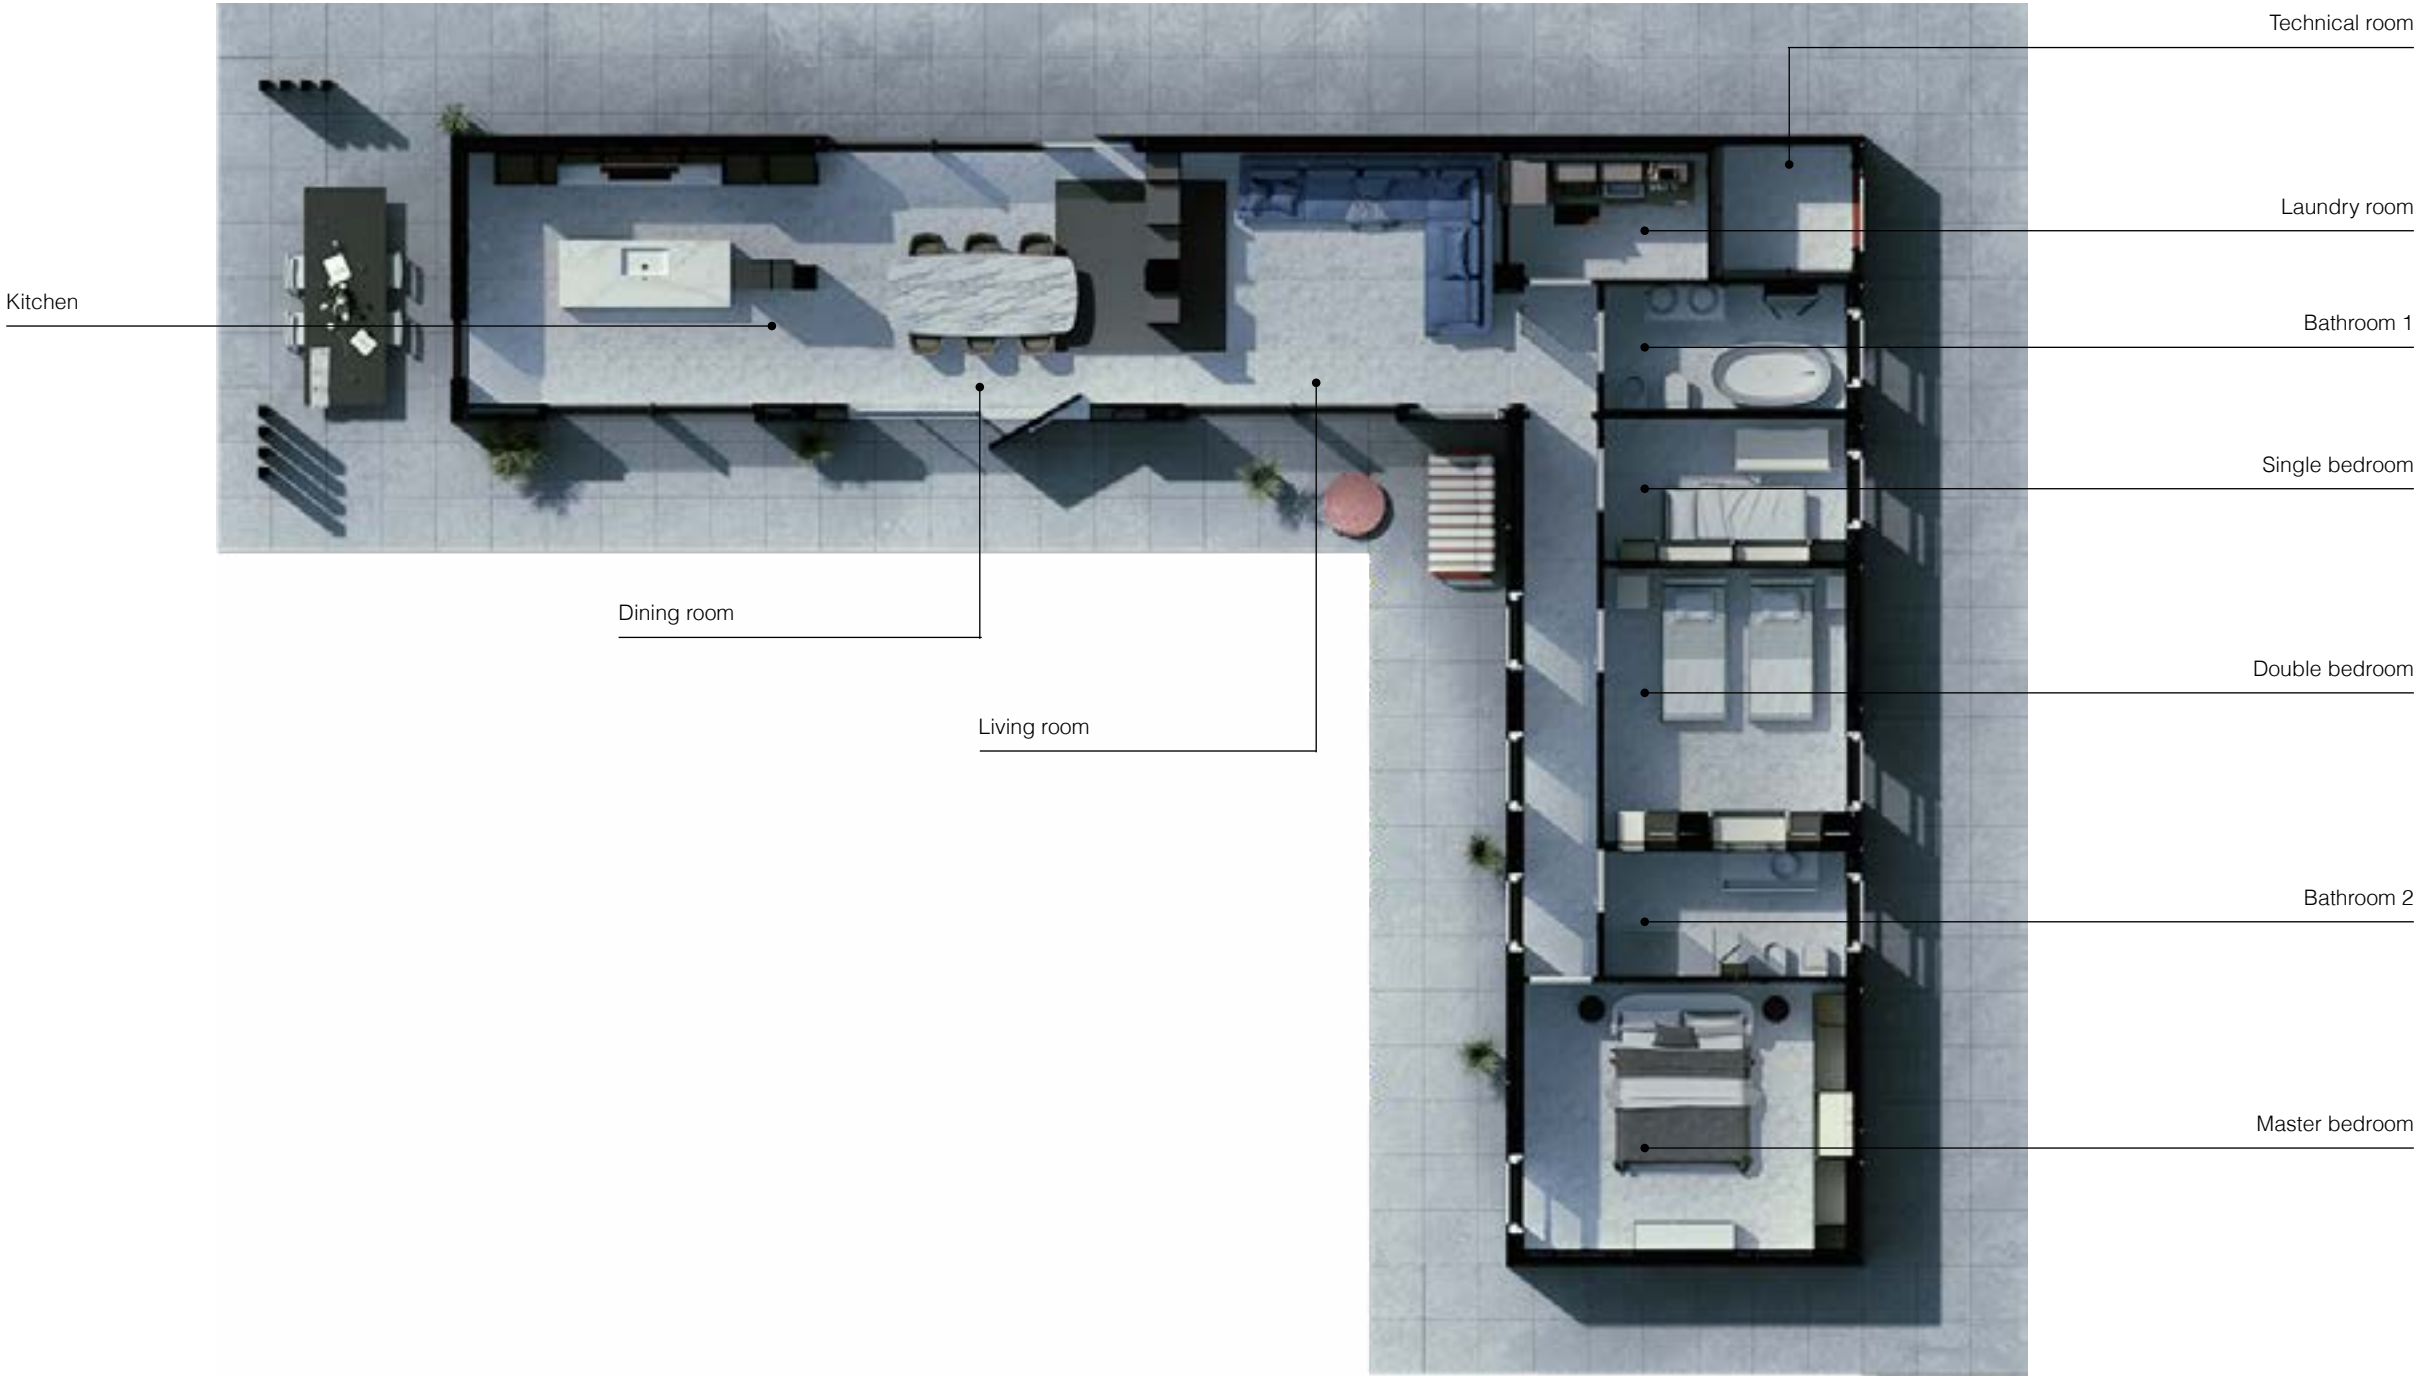 Technical room
Laundry room
Kitchen
Bathroom 1
Single bedroom
Dining room
Double bedroom
Living room
Bathroom 2
Master bedroom